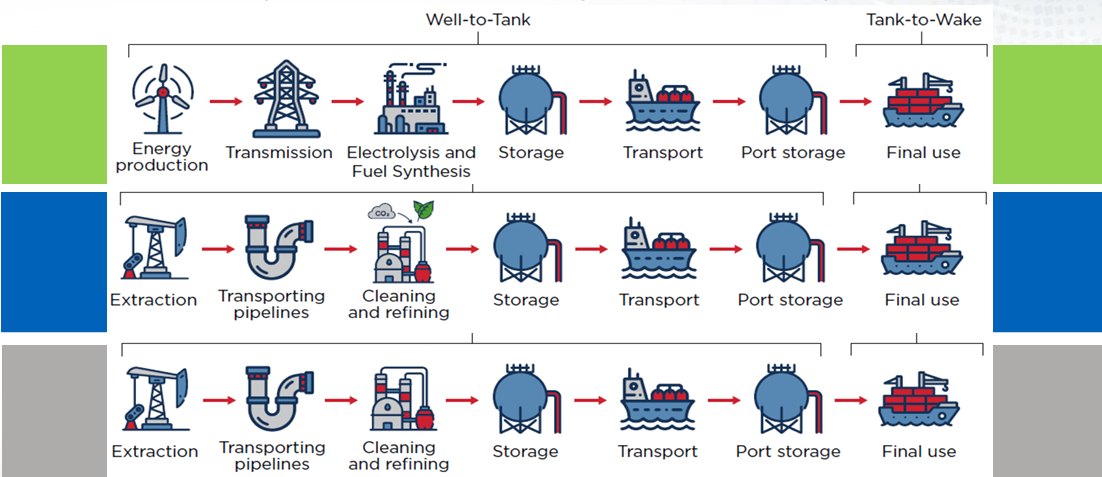 Well-to-Tank
Tank-to-Wake
Energy
production
Transmission
Electrolysis and
Fuel Synthesis
Storage
Transport
Port storage
Final use
CO₂
Extraction
Transporting
pipelines
Cleaning
and refining
Storage
Transport
Port storage
Final use
Extraction
Transporting
pipelines
Cleaning
and refining
Storage
Transport
Port storage
Final use